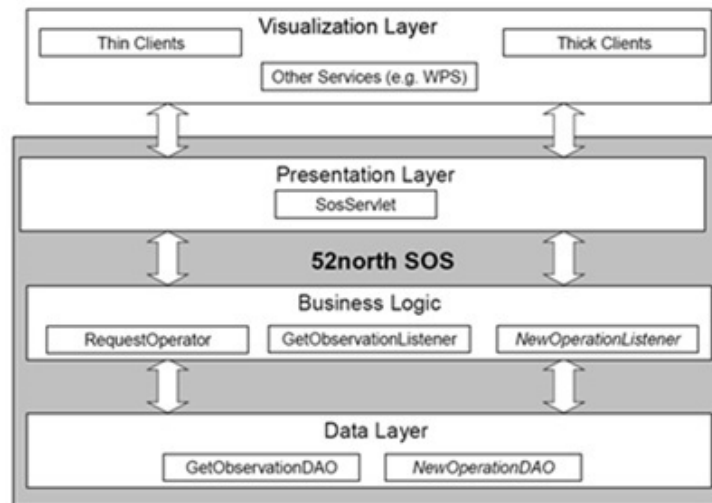 Visualization Layer
Thin Clients
Thick Clients
Other Services (e.g. WPS)
Presentation Layer
SosServlet
52north SOS
Business Logic
RequestOperator
GetObservationListener
NewOperationListener
Data Layer
GetObservationDAO
NewOperationDAO